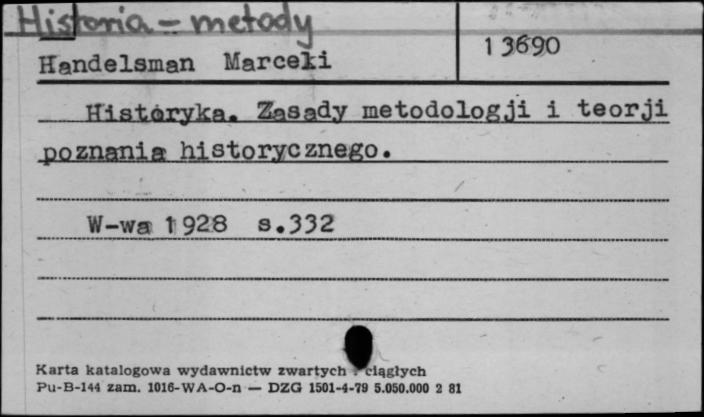 Historia - metody
13690
Handelsman Marceli
Historyka. Zasady metodologji i teorji
poznania historycznego.
W-wa 1928 s.332
Karta katalogowa wydawnictw zwartych i ciągłych
Pu-B-144 zam. 1016-WA-O-n — DZG 1501-4-79 5.050.000 2 81